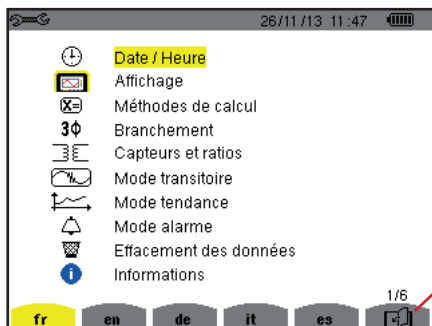 26/11/13 11:47
Date / Heure
Affichage
Méthodes de calcul
3ϕ Branchement
Capteurs et ratios
Mode transitoire
Mode tendance
Mode alarme
Effacement des données
Informations
1/6
fr en de it es